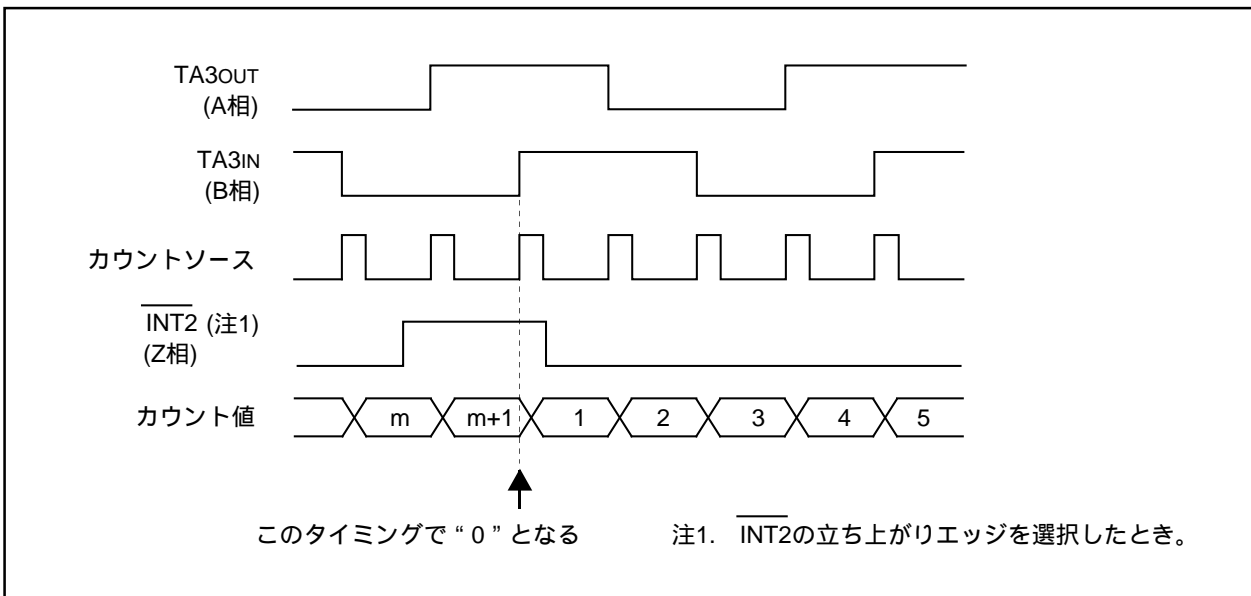 TA3OUT
(A相)
TA3IN
(B相)
カウントソース
INT2 (注1)
(Z相)
カウント値
m
m+1
1
2
3
4
5
このタイミングで“0”となる
注1. INT2の立ち上がりエッジを選択したとき。